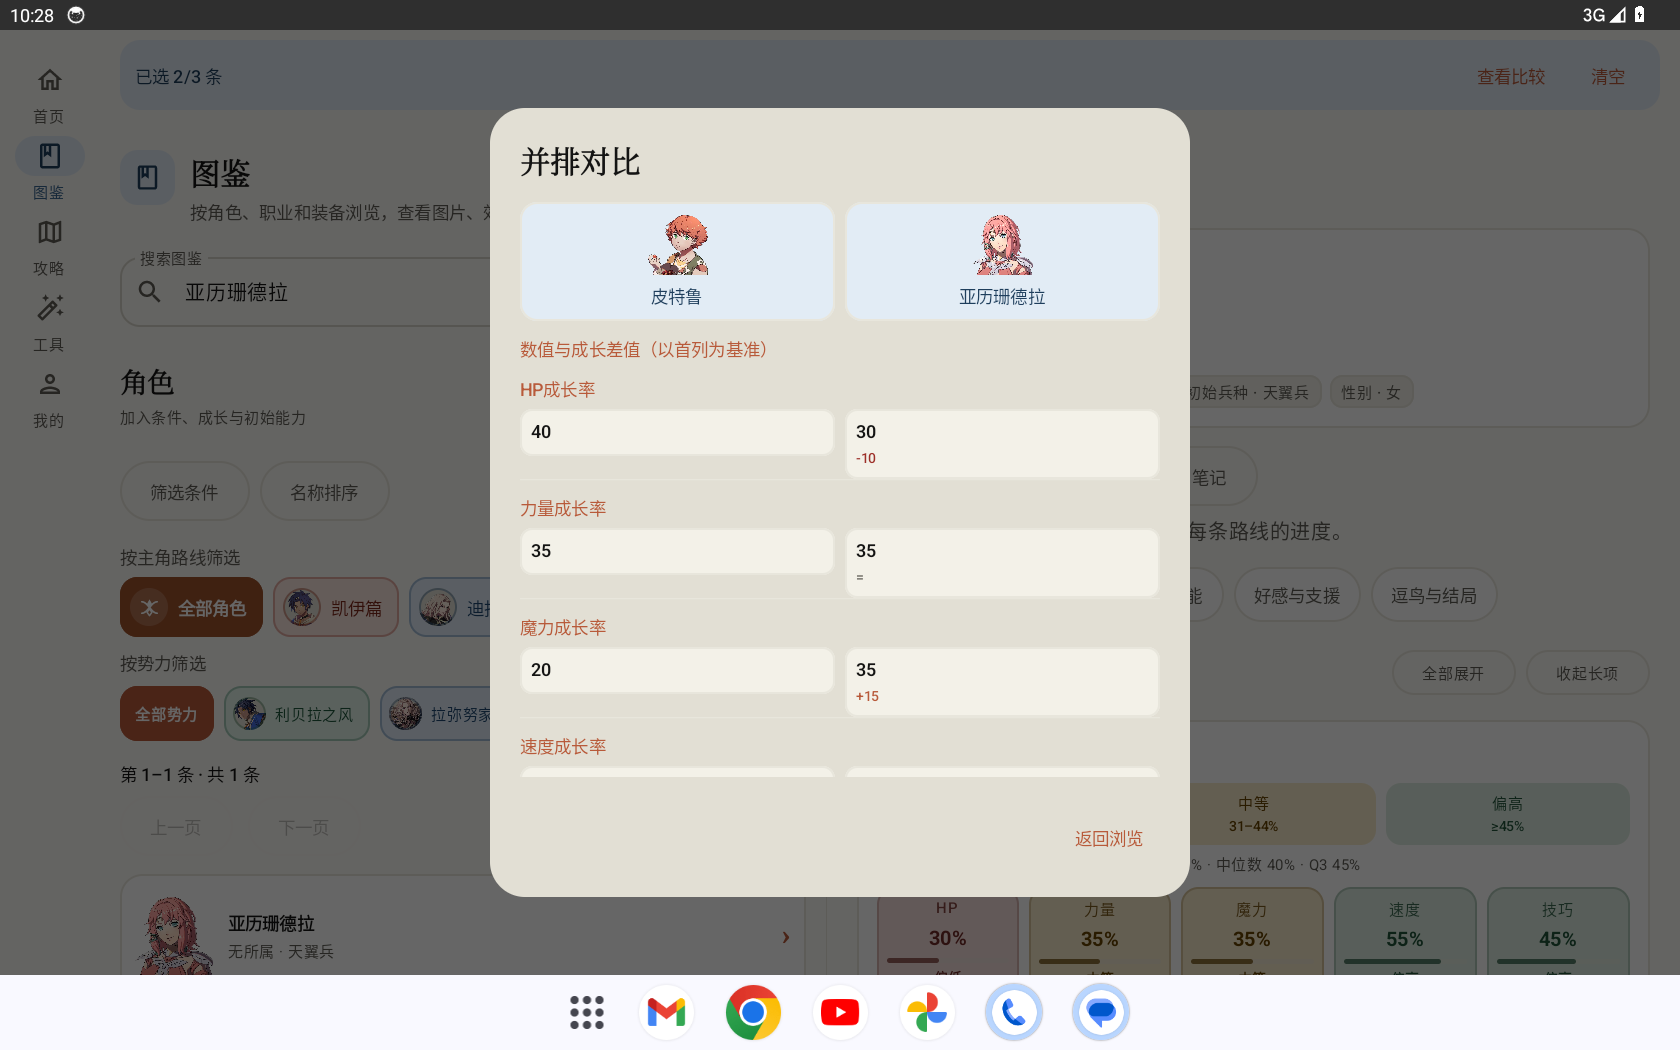 10:28
3G
已选 2/3 条
查看比较
清空
首页
图鉴
攻略
工具
我的
图鉴
按角色、职业和装备浏览，查看图片、
搜索图鉴
亚历珊德拉
角色
加入条件、成长与初始能力
筛选条件
名称排序
按主角路线筛选
全部角色
凯伊篇
按势力筛选
全部势力
利贝拉之风
拉弥努家
第 1–1 条 · 共 1 条
上一页
下一页
亚历珊德拉
无所属 · 天翼兵
并排对比
皮特鲁
亚历珊德拉
数值与成长差值（以首列为基准）
HP成长率
40
30
-10
力量成长率
35
35
=
魔力成长率
20
35
+15
速度成长率
返回浏览
初始兵种 · 天翼兵
性别 · 女
笔记
每条路线的进度。
能
好感与支援
逗鸟与结局
全部展开
收起长项
中等
31–44%
偏高
≥45%
% · 中位数 40% · Q3 45%
HP
30%
力量
35%
魔力
35%
速度
55%
技巧
45%